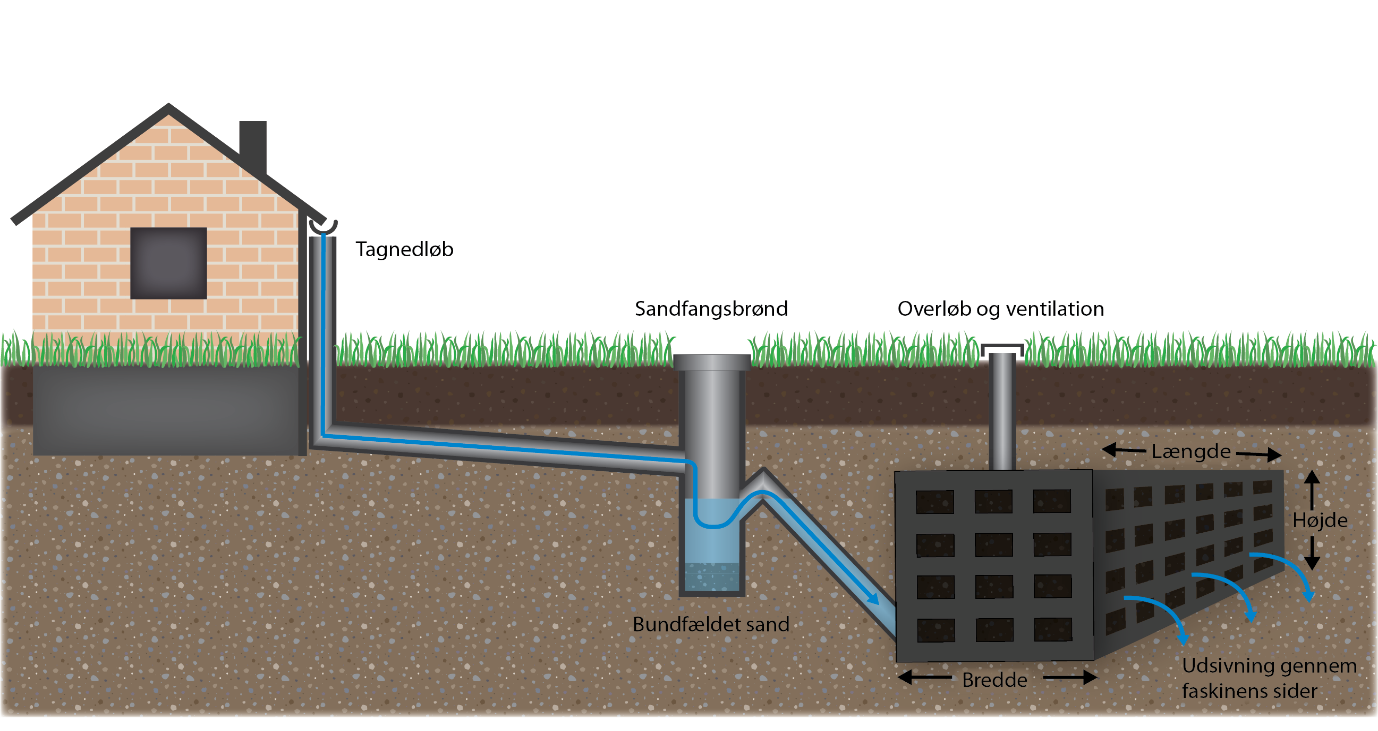 Tagnedløb
Sandfangsbrønd
Overløb og ventilation
Længde
Højde
Bundfældet sand
Bredde
Udsivning gennem
faskinens sider